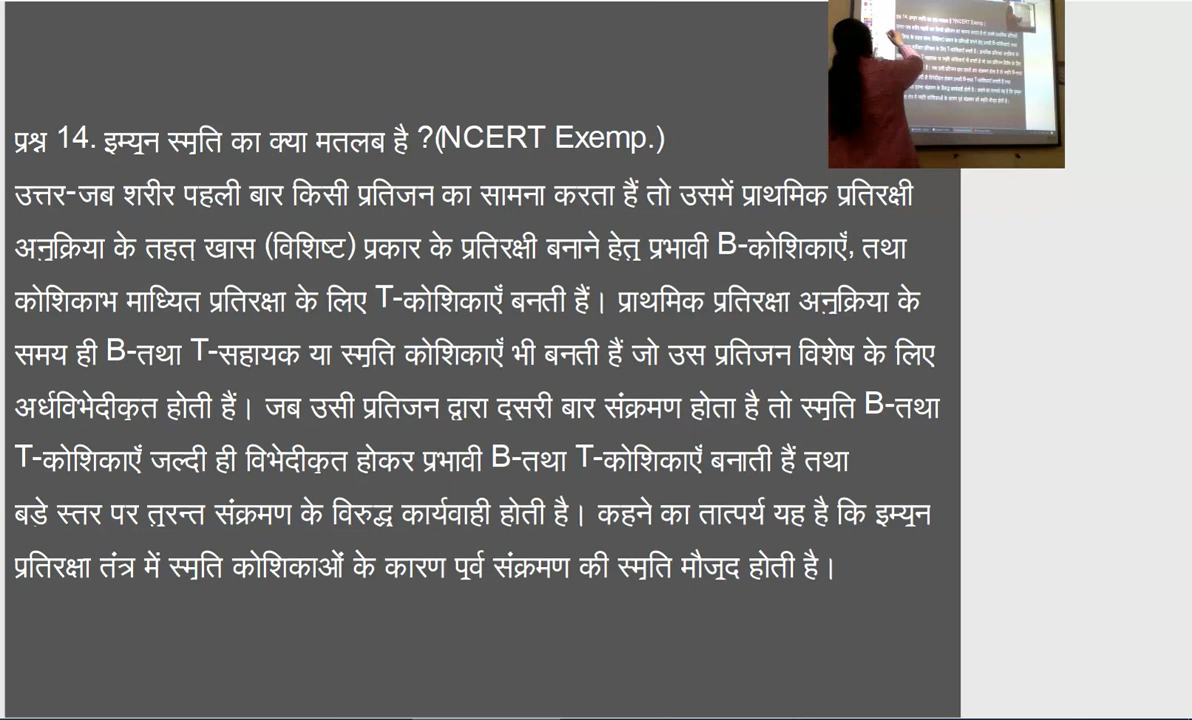 प्रश्न 14. इम्यून स्मृति का क्या मतलब है ?(NCERT Exemp.)
उत्तर-जब शरीर पहली बार किसी प्रतिजन का सामना करता हैं तो उसमें प्राथमिक प्रतिरक्षी
अनुक्रिया के तहत् खास (विशिष्ट) प्रकार के प्रतिरक्षी बनाने हेतु प्रभावी B-कोशिकाएँ, तथा
कोशिकाभ माध्यित प्रतिरक्षा के लिए T-कोशिकाएँ बनती हैं। प्राथमिक प्रतिरक्षा अनुक्रिया के
समय ही B-तथा T-सहायक या स्मृति कोशिकाएँ भी बनती हैं जो उस प्रतिजन विशेष के लिए
अर्धविभेदीकृत होती हैं। जब उसी प्रतिजन द्वारा दूसरी बार संक्रमण होता है तो स्मृति B-तथा
T-कोशिकाएँ जल्दी ही विभेदीकृत होकर प्रभावी B-तथा T-कोशिकाएँ बनाती हैं तथा
बड़े स्तर पर तुरन्त संक्रमण के विरुद्ध कार्यवाही होती है। कहने का तात्पर्य यह है कि इम्यून
प्रतिरक्षा तंत्र में स्मृति कोशिकाओं के कारण पूर्व संक्रमण की स्मृति मौजूद होती है।